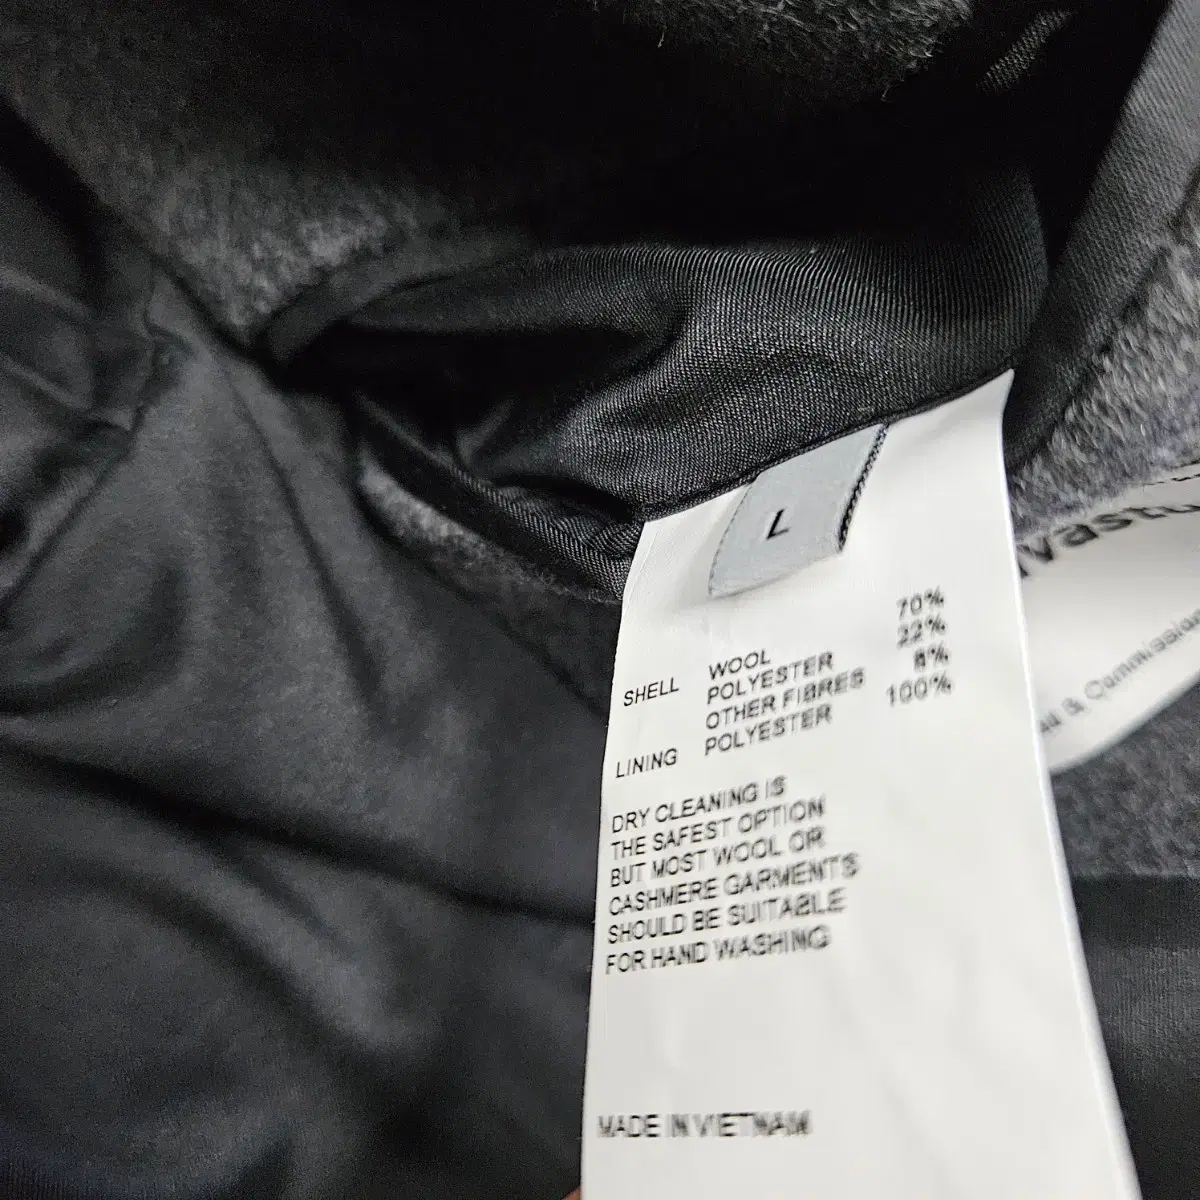 L
70%
22%
8%
100%
SHELL WOOL
POLYESTER
OTHER FIBRES
LINING POLYESTER
DRY CLEANING IS
THE SAFEST OPTION
BUT MOST WOOL OR
CASHMERE GARMENTS
SHOULD BE SUITABLE
FOR HAND WASHING
MADE IN VIETNAM
& Commission